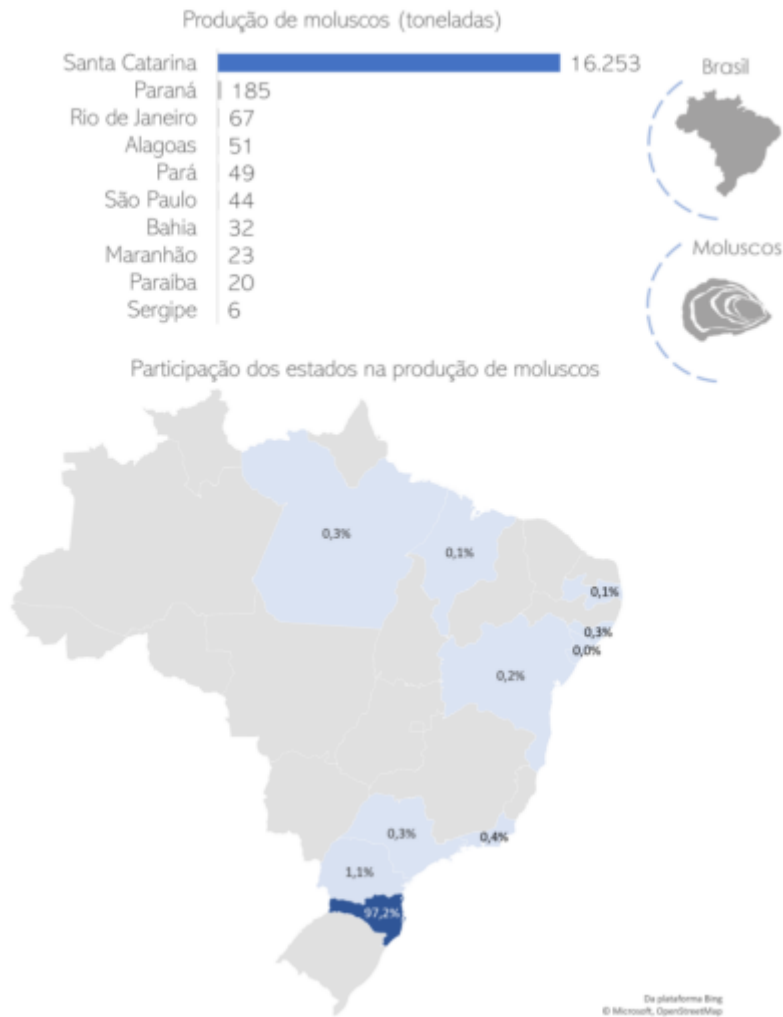 Produção de moluscos (toneladas)
Santa Catarina 16.253
Paraná 185
Rio de Janeiro 67
Alagoas 51
Pará 49
São Paulo 44
Bahia 32
Maranhão 23
Paraíba 20
Sergipe 6
Brasil
Moluscos
Participação dos estados na produção de moluscos
0,3%
0,1%
0,1%
0,3%
0,0%
0,2%
0,3%
0,4%
1,1%
97,2%
Da plataforma Bing
© Microsoft, OpenStreetMap